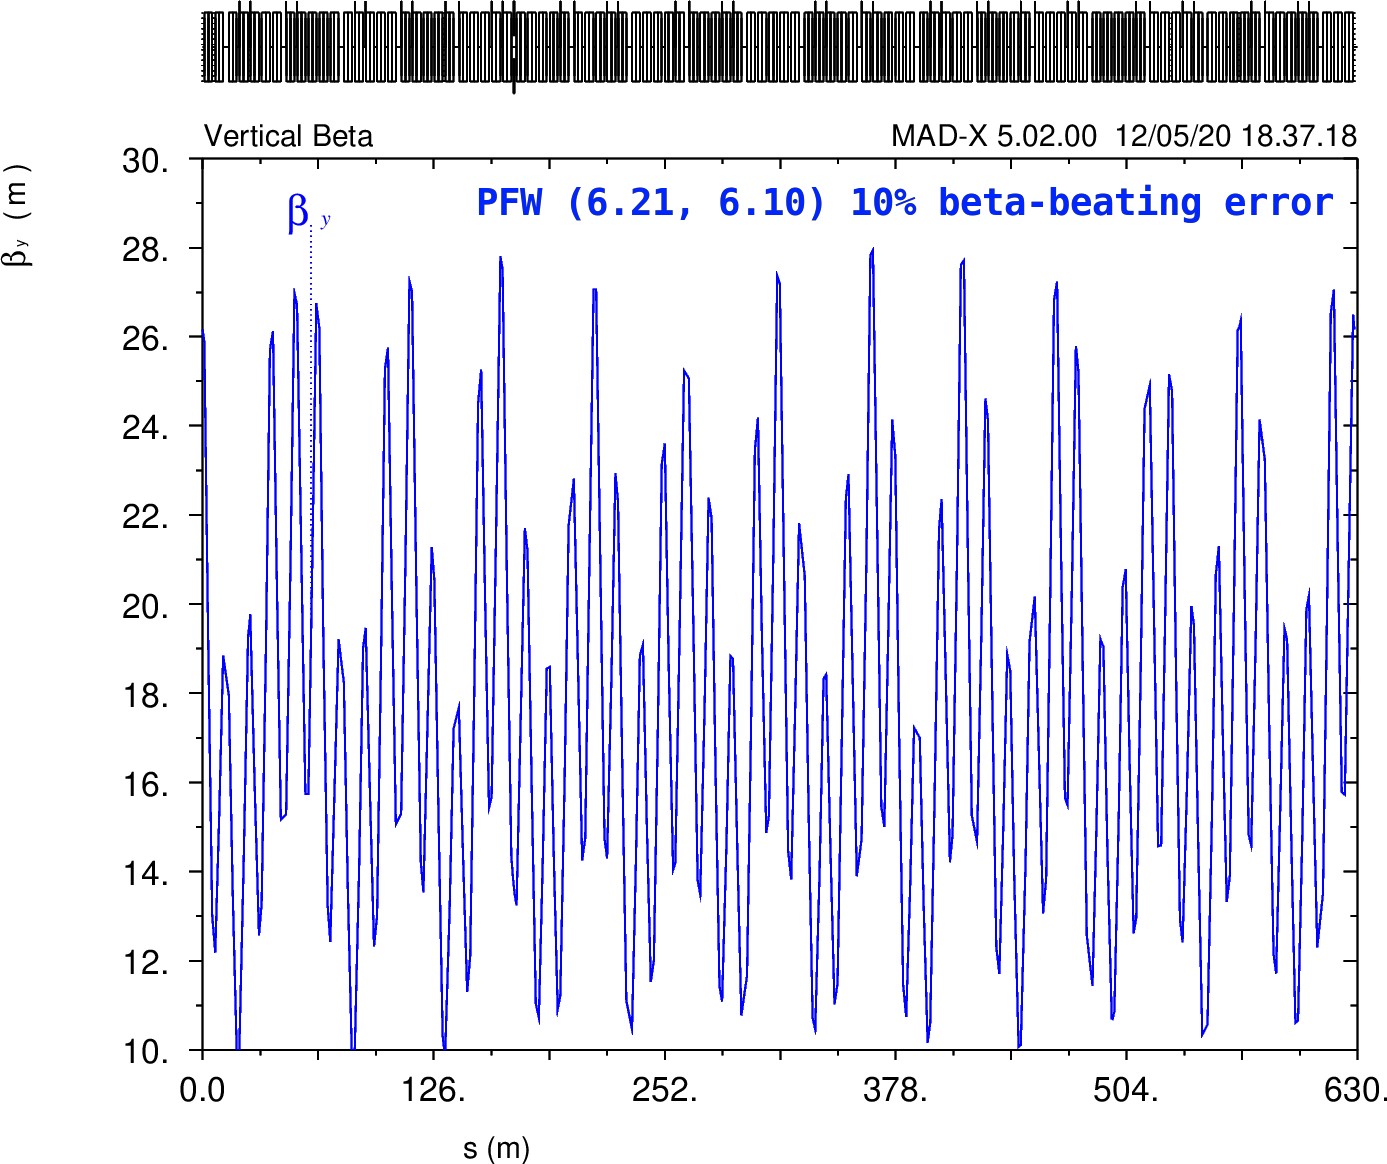 Vertical Beta MAD-X 5.02.00 12/05/20 18.37.18
30.
PFW (6.21, 6.10) 10% beta-beating error
β y
28.
26.
24.
22.
20.
18.
16.
14.
12.
10.
β y (m)
0.0 126. 252. 378. 504. 630.
s (m)